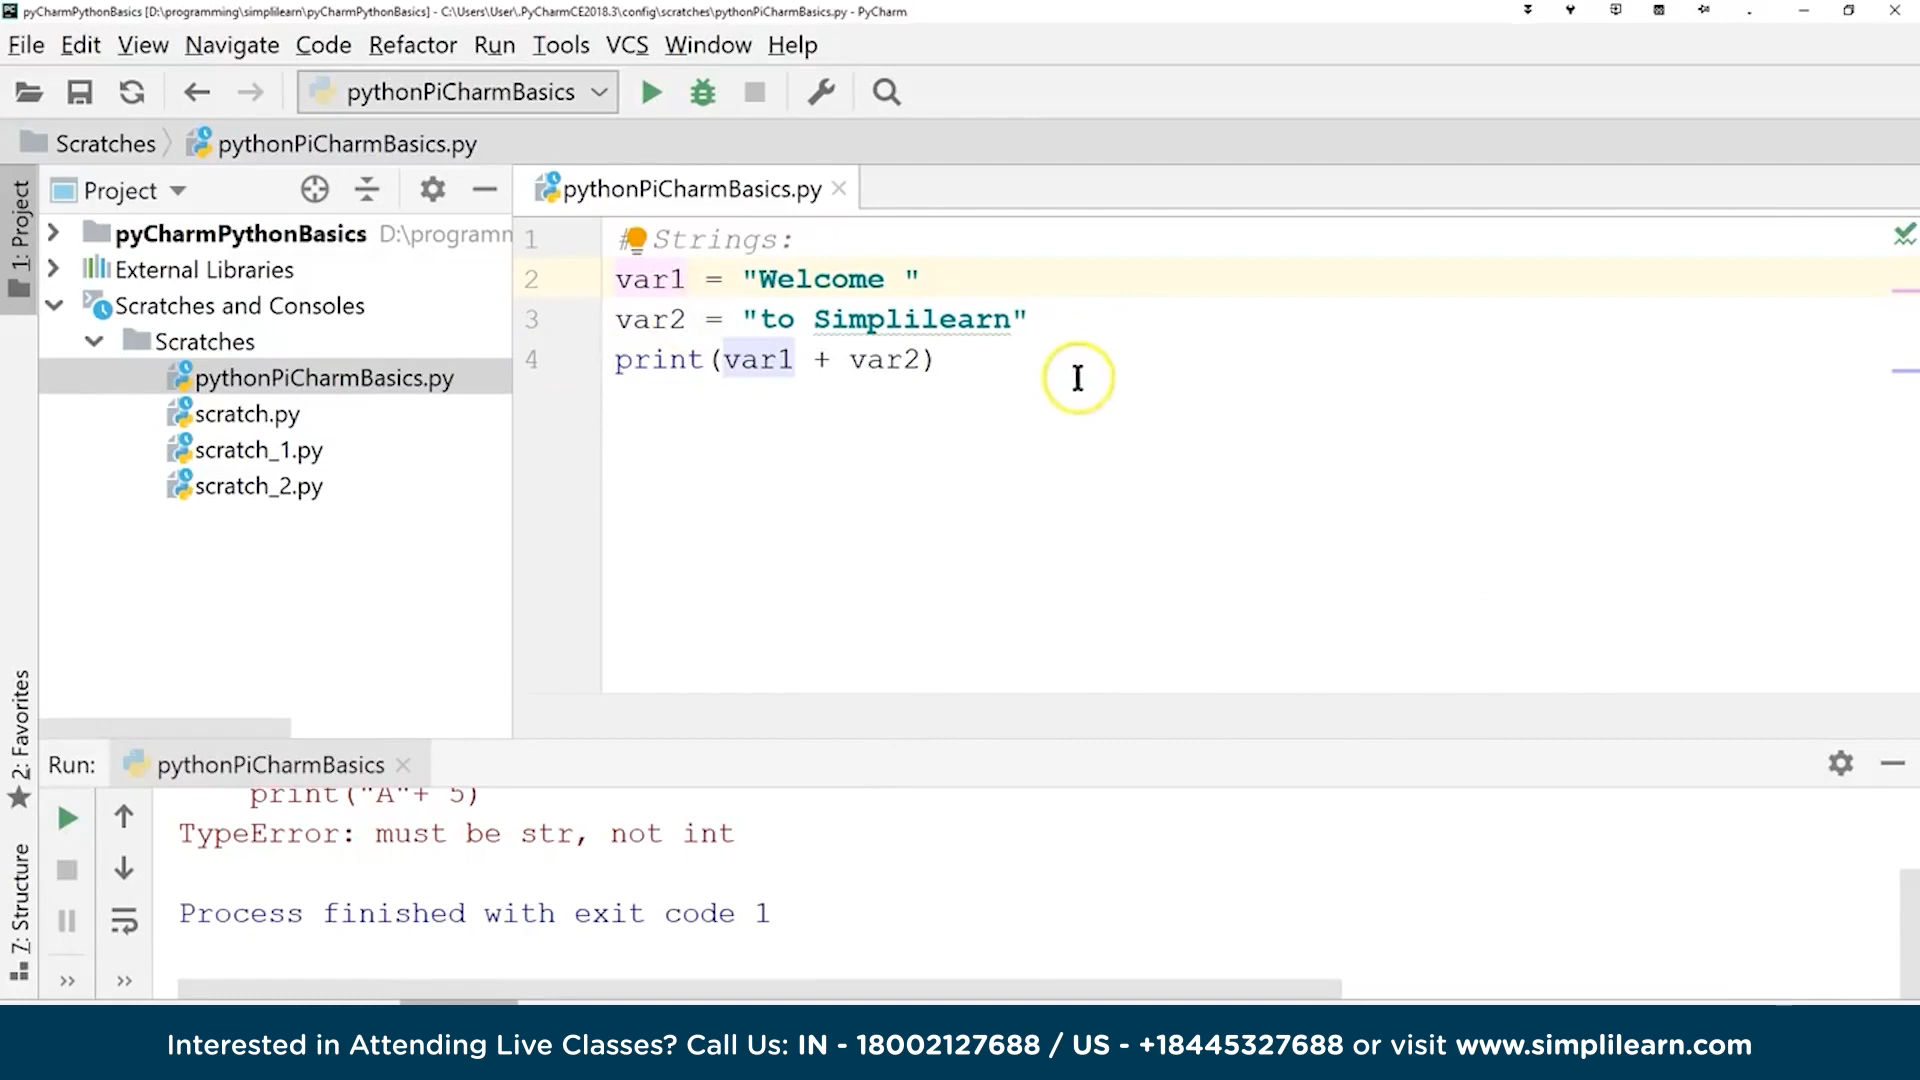 pyCharmPythonBasics [D:\programming\simplilearn\pyCharmPythonBasics] - C:\Users\User\.PyCharmCE2018.3\config\scratches\pythonPiCharmBasics.py - PyCharm
File Edit View Navigate Code Refactor Run Tools VCS Window Help
pythonPiCharmBasics
Scratches pythonPiCharmBasics.py
1: Project
Project
pyCharmPythonBasics D:\programm
External Libraries
Scratches and Consoles
Scratches
pythonPiCharmBasics.py
scratch.py
scratch_1.py
scratch_2.py
pythonPiCharmBasics.py
1 # Strings:
2 var1 = "Welcome "
3 var2 = "to Simplilearn"
4 print(var1 + var2)
2: Favorites
Z: Structure
Run: pythonPiCharmBasics
print("A"+ 5)
TypeError: must be str, not int
Process finished with exit code 1
Interested in Attending Live Classes? Call Us: IN - 18002127688 / US - +18445327688 or visit www.simplilearn.com